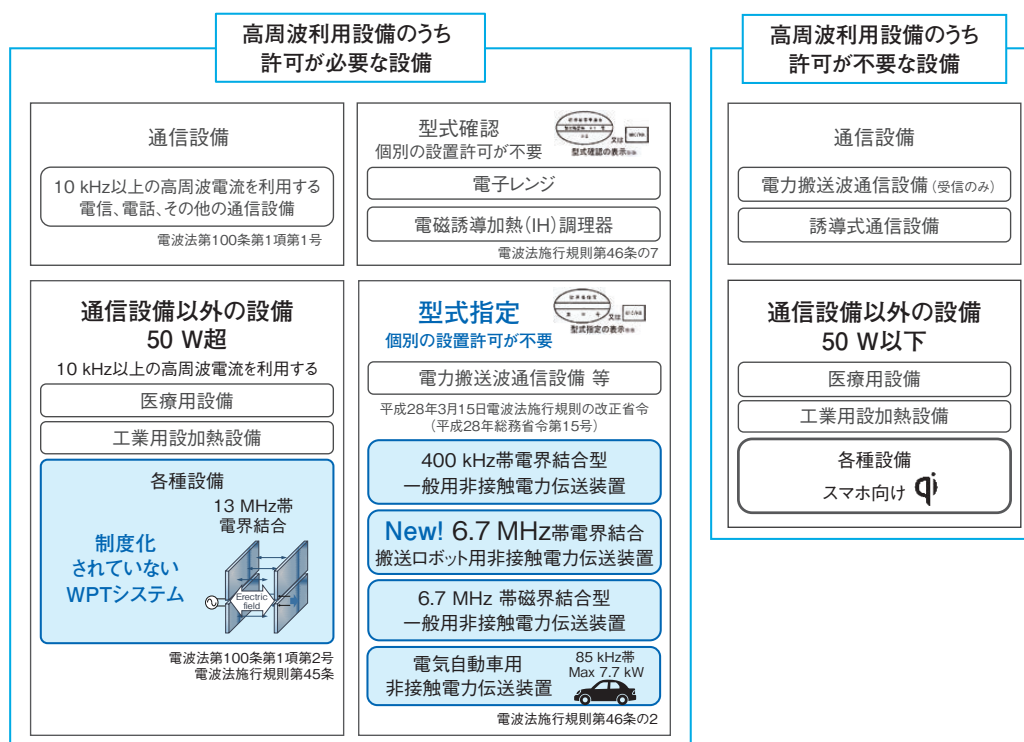 高周波利用設備のうち
許可が必要な設備
通信設備
10 kHz以上の高周波電流を利用する
電信、電話、その他の通信設備
電波法第100条第1項第1号
型式確認
個別の設置許可が不要
又は
型式確認の表示
電子レンジ
電磁誘導加熱(IH)調理器
電波法施行規則第46条の7
通信設備以外の設備
50 W超
10 kHz以上の高周波電流を利用する
医療用設備
工業用設加熱設備
各種設備
13 MHz帯
電界結合
制度化
されていない
WPTシステム
Erectric
field
電波法第100条第1項第2号
電波法施行規則第45条
型式指定
個別の設置許可が不要
又は
型式指定の表示
電力搬送波通信設備 等
平成28年3月15日電波法施行規則の改正省令
(平成28年総務省令第15号)
400 kHz帯電界結合型
一般用非接触電力伝送装置
New! 6.7 MHz帯電界結合
搬送ロボット用非接触電力伝送装置
6.7 MHz 帯磁界結合型
一般用非接触電力伝送装置
電気自動車用
非接触電力伝送装置
85 kHz帯
Max 7.7 kW
電波法施行規則第46条の2
高周波利用設備のうち
許可が不要な設備
通信設備
電力搬送波通信設備(受信のみ)
誘導式通信設備
通信設備以外の設備
50 W以下
医療用設備
工業用設加熱設備
各種設備
スマホ向け qi